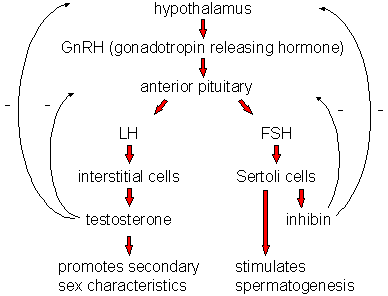 hypothalamus
GnRH (gonadotropin releasing hormone)
anterior pituitary
- - - -
LH FSH
interstitial cells Sertoli cells
testosterone inhibin
promotes secondary stimulates
sex characteristics spermatogenesis